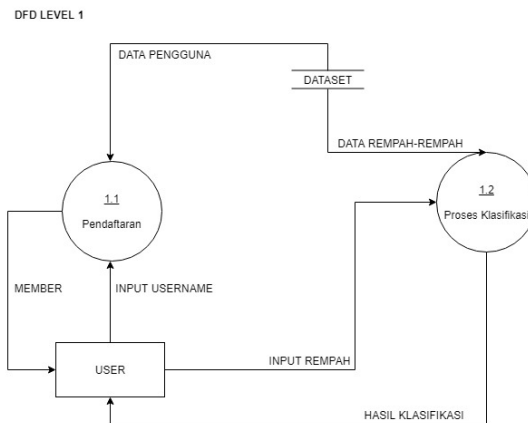 DFD LEVEL 1
DATA PENGGUNA
DATASET
DATA REMPAH-REMPAH
1.1
Pendaftaran
1.2
Proses Klasifikasi
MEMBER
INPUT USERNAME
USER
INPUT REMPAH
HASIL KLASIFIKASI